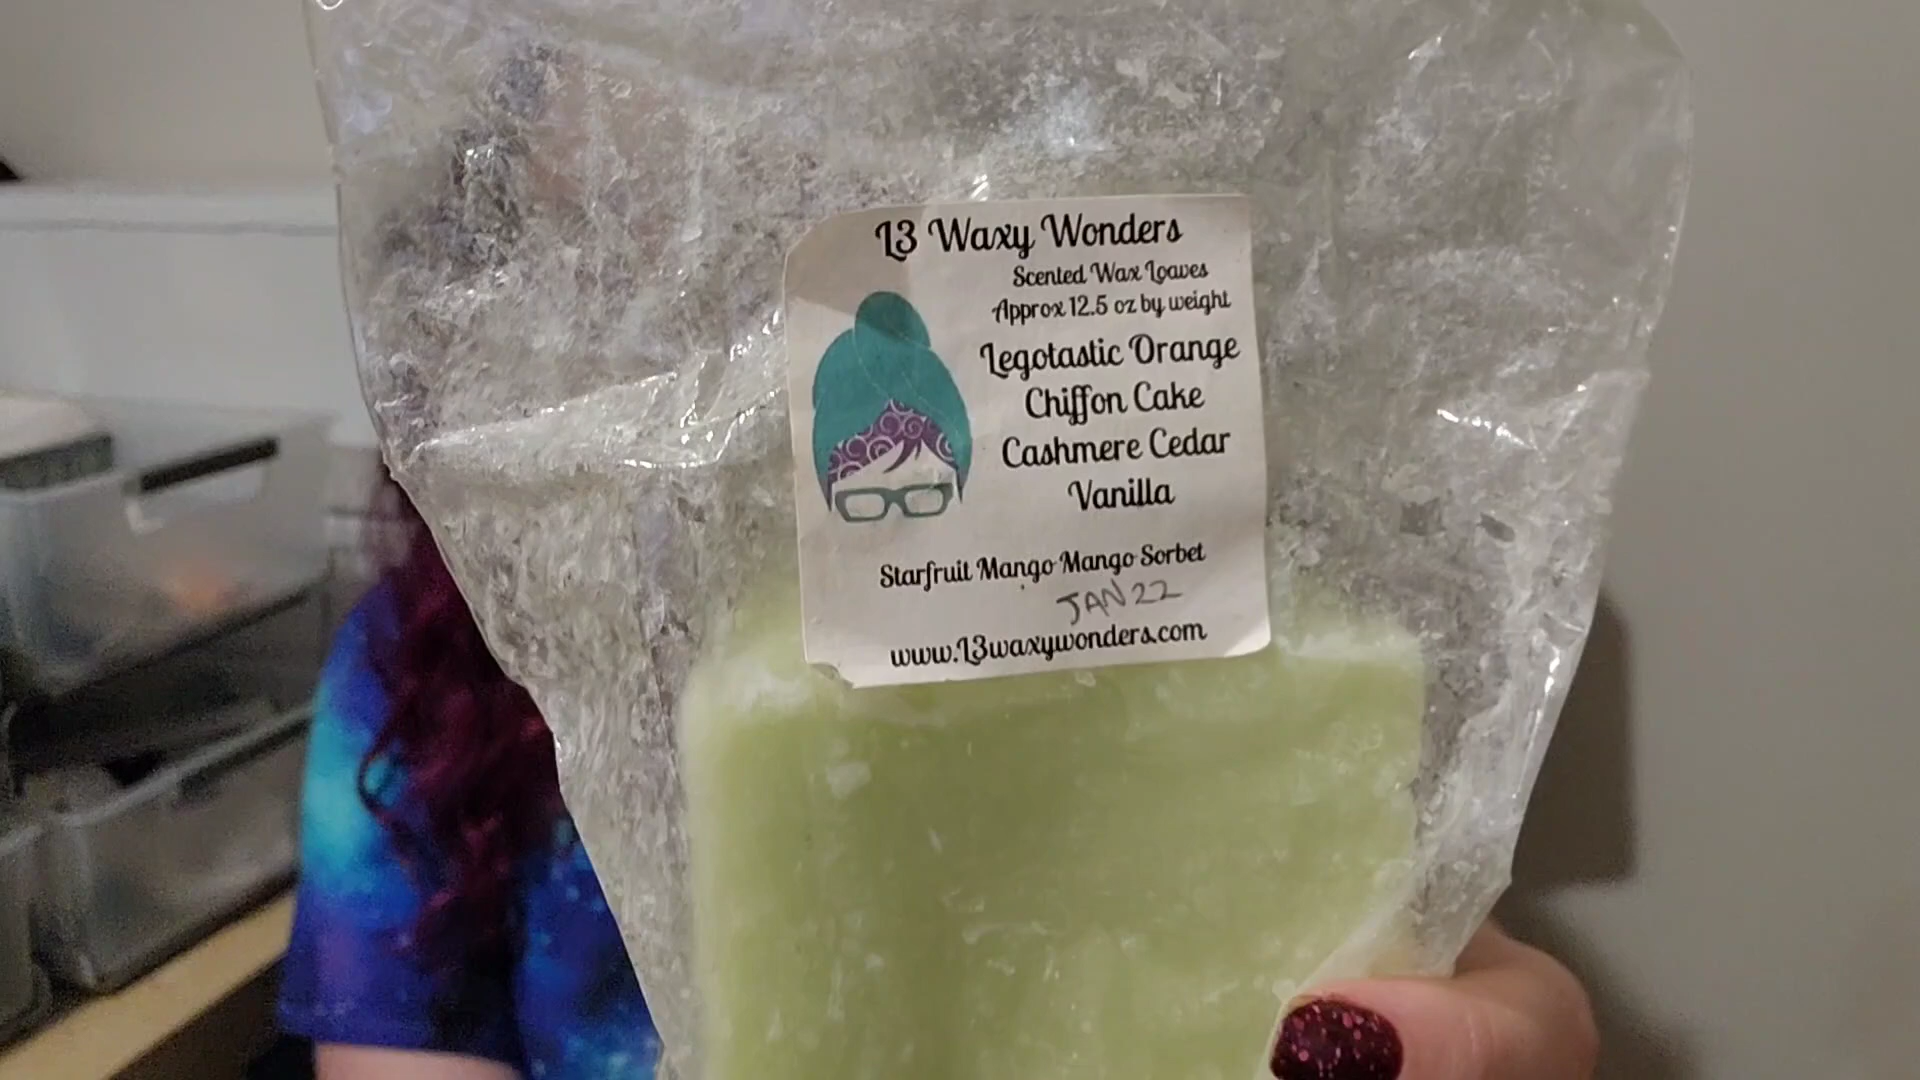 L3 Waxy Wonders
Scented Wax Loaves
Approx 12.5 oz by weight
Legotastic Orange
Chiffon Cake
Cashmere Cedar
Vanilla
Starfruit Mango Mango Sorbet
JAN 22
www.L3waxywonders.com